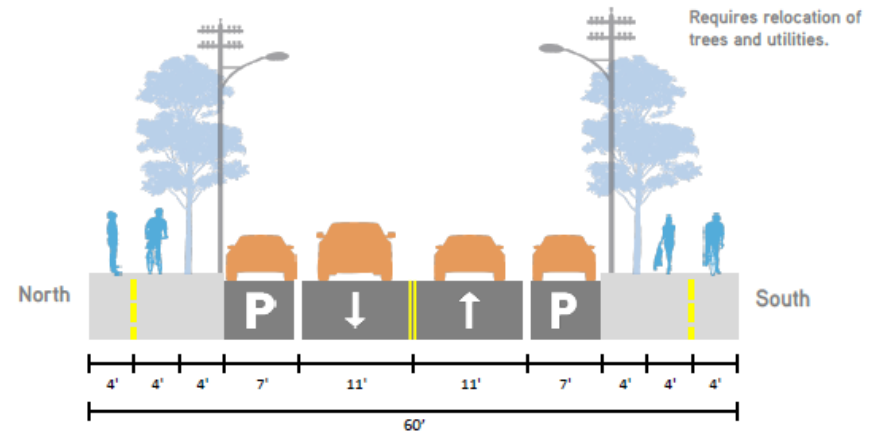 Requires relocation of
trees and utilities.
North
P
P
South
4'
4'
4'
7'
11'
11'
7'
4'
4'
4'
60'